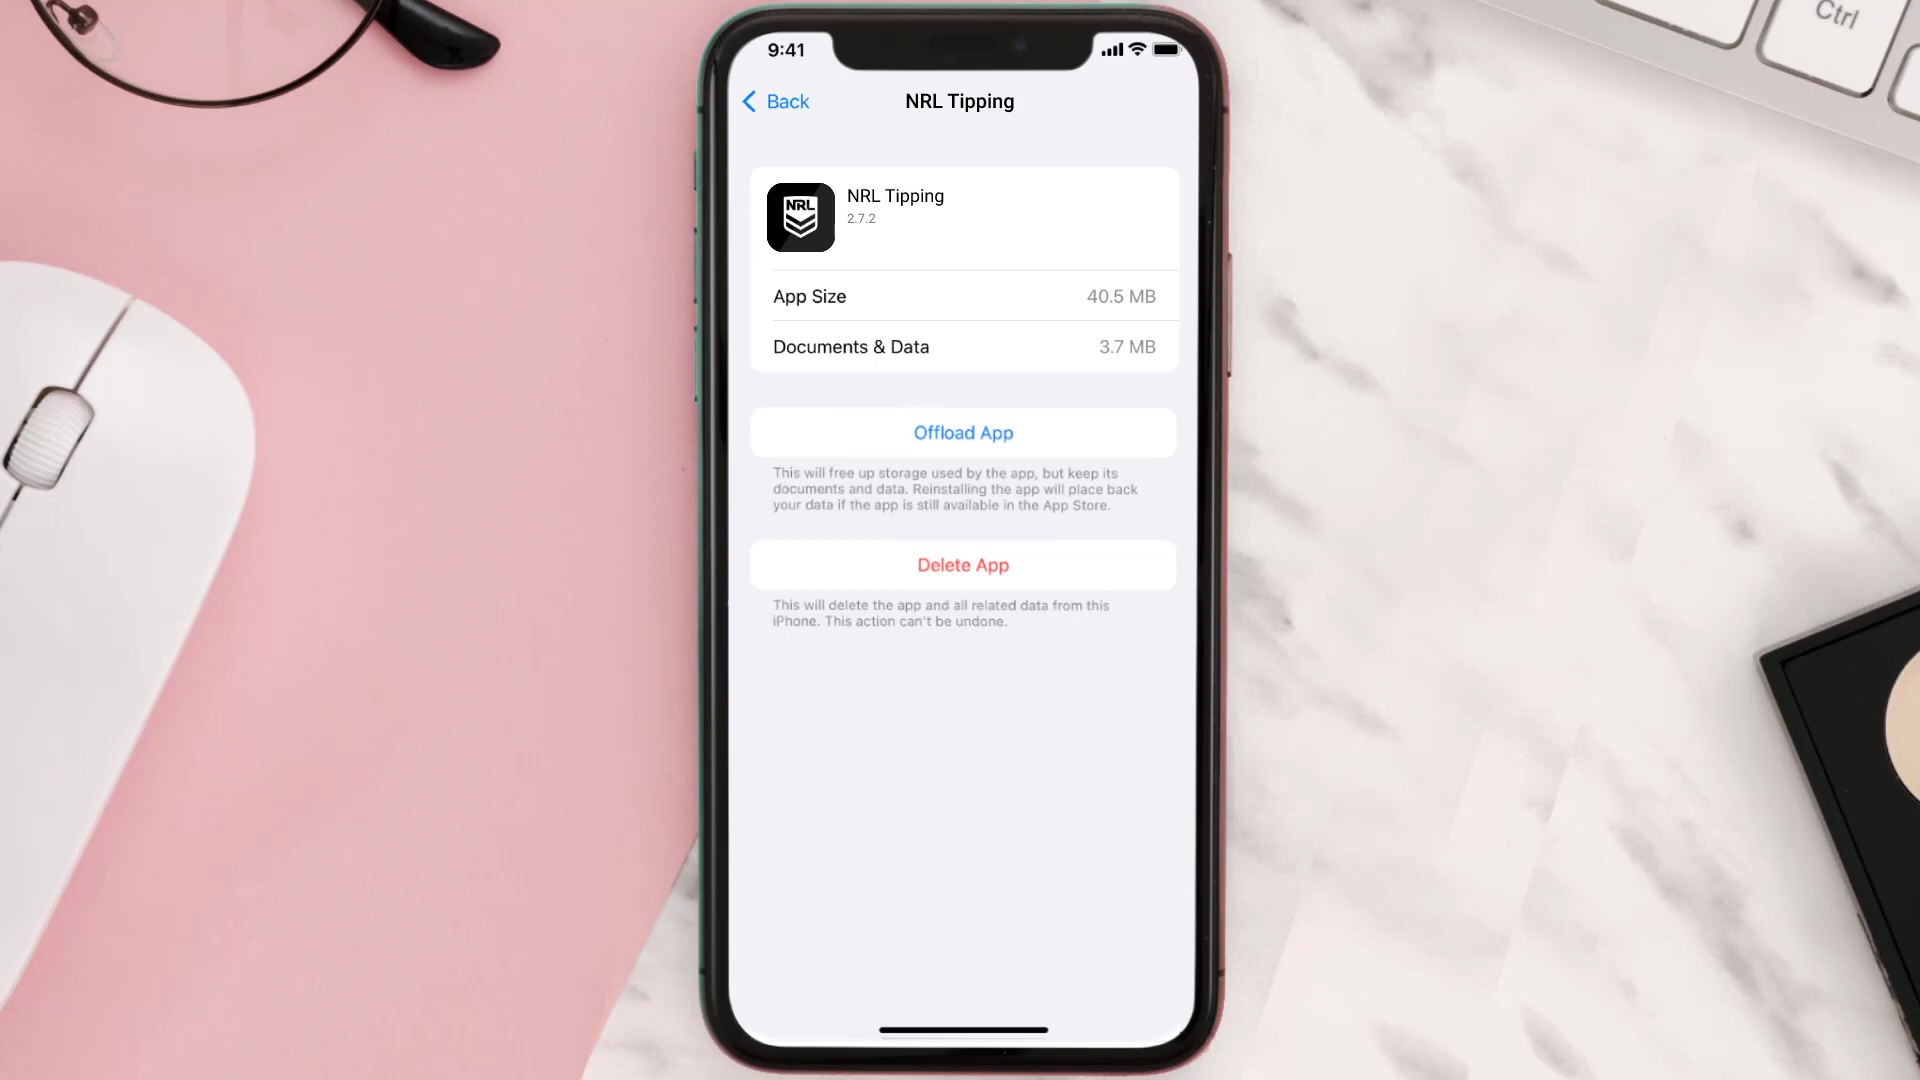 Ctrl
9:41
Back
NRL Tipping
NRL
NRL Tipping
2.7.2
App Size 40.5 MB
Documents & Data 3.7 MB
Offload App
This will free up storage used by the app, but keep its
documents and data. Reinstalling the app will place back
your data if the app is still available in the App Store.
Delete App
This will delete the app and all related data from this
iPhone. This action can't be undone.